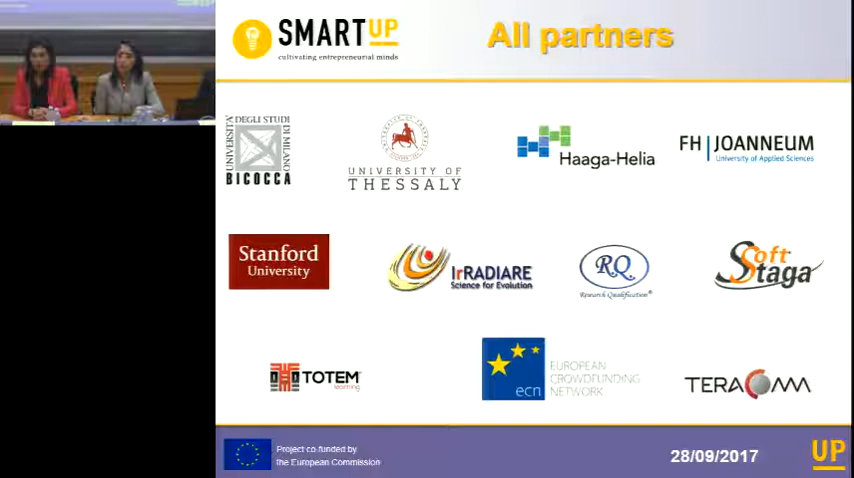 SMARTUP
cultivating entrepreneurial minds
All partners
UNIVERSITÀ
DEGLI STUDI
DI MILANO
BICOCCA
UNIVERSITY OF
THESSALY
Haaga-Helia
FH JOANNEUM
University of Applied Sciences
Stanford
University
IrRADIARE
Science for Evolution
R.Q.
Research Qualification®
Soft
Staga
TOTEM
learning
ecn
EUROPEAN
CROWDFUNDING
NETWORK
TERACOM
Project co-funded by
the European Commission
28/09/2017
UP